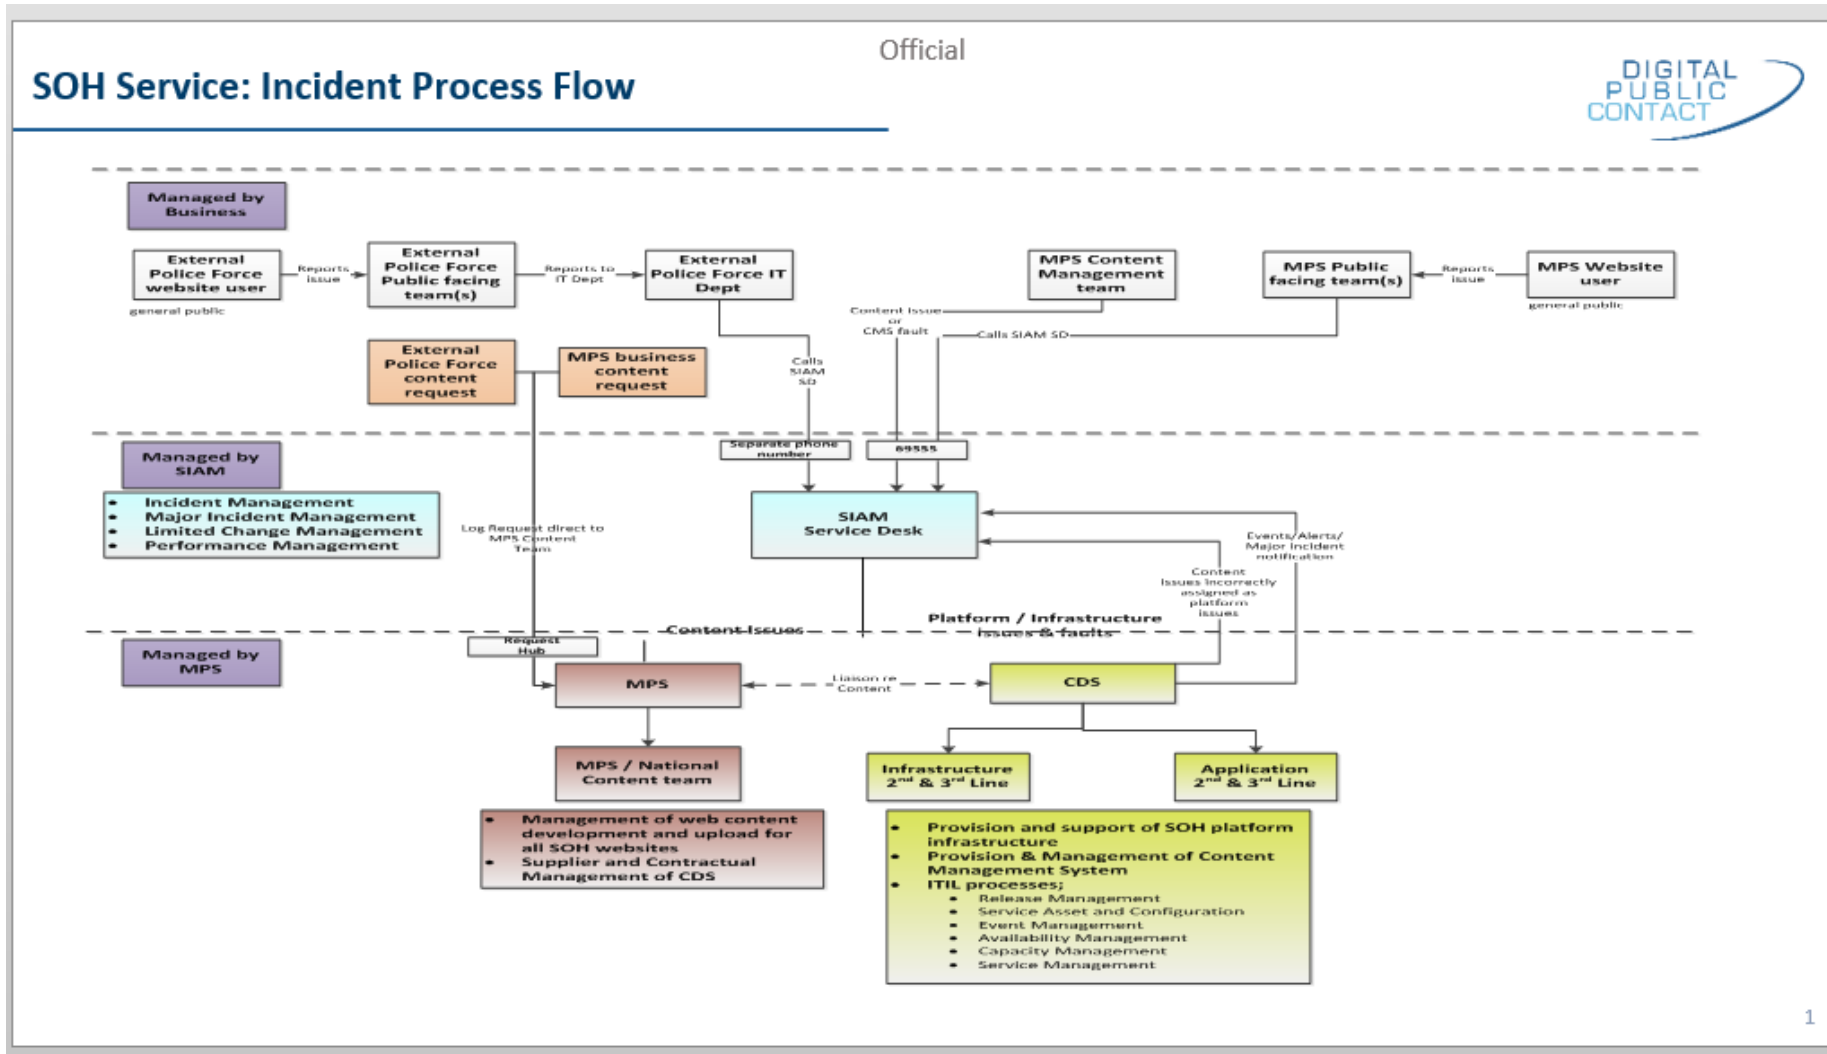 Official
SOH Service: Incident Process Flow
DIGITAL
PUBLIC
CONTACT
Managed by
Business
External
Police Force
website user
general public
Reports
issue
External
Police Force
Public facing
team(s)
Reports to
IT Dept
External
Police Force IT
Dept
MPS Content
Management
team
MPS Public
facing team(s)
Reports
issue
MPS Website
user
general public
Content Issue
or
CMS fault
Calls SIAM SD
External
Police Force
content
request
MPS business
content
request
Calls
SIAM
SD
Separate phone
number
69555
Managed by
SIAM
• Incident Management
• Major Incident Management
• Limited Change Management
• Performance Management
Log Request direct to
MPS Content
Team
SIAM
Service Desk
Events/Alerts/
Major Incident
notification
Content
Issues Incorrectly
assigned as
platform
issues
Content Issues
Platform / Infrastructure
issues & faults
Managed by
MPS
Request
Hub
MPS
Liaison re
Content
CDS
MPS / National
Content team
Infrastructure
2nd & 3rd Line
Application
2nd & 3rd Line
• Management of web content
development and upload for
all SOH websites
• Supplier and Contractual
Management of CDS
• Provision and support of SOH platform
infrastructure
• Provision & Management of Content
Management System
• ITIL processes;
• Release Management
• Service Asset and Configuration
• Event Management
• Availability Management
• Capacity Management
• Service Management
1